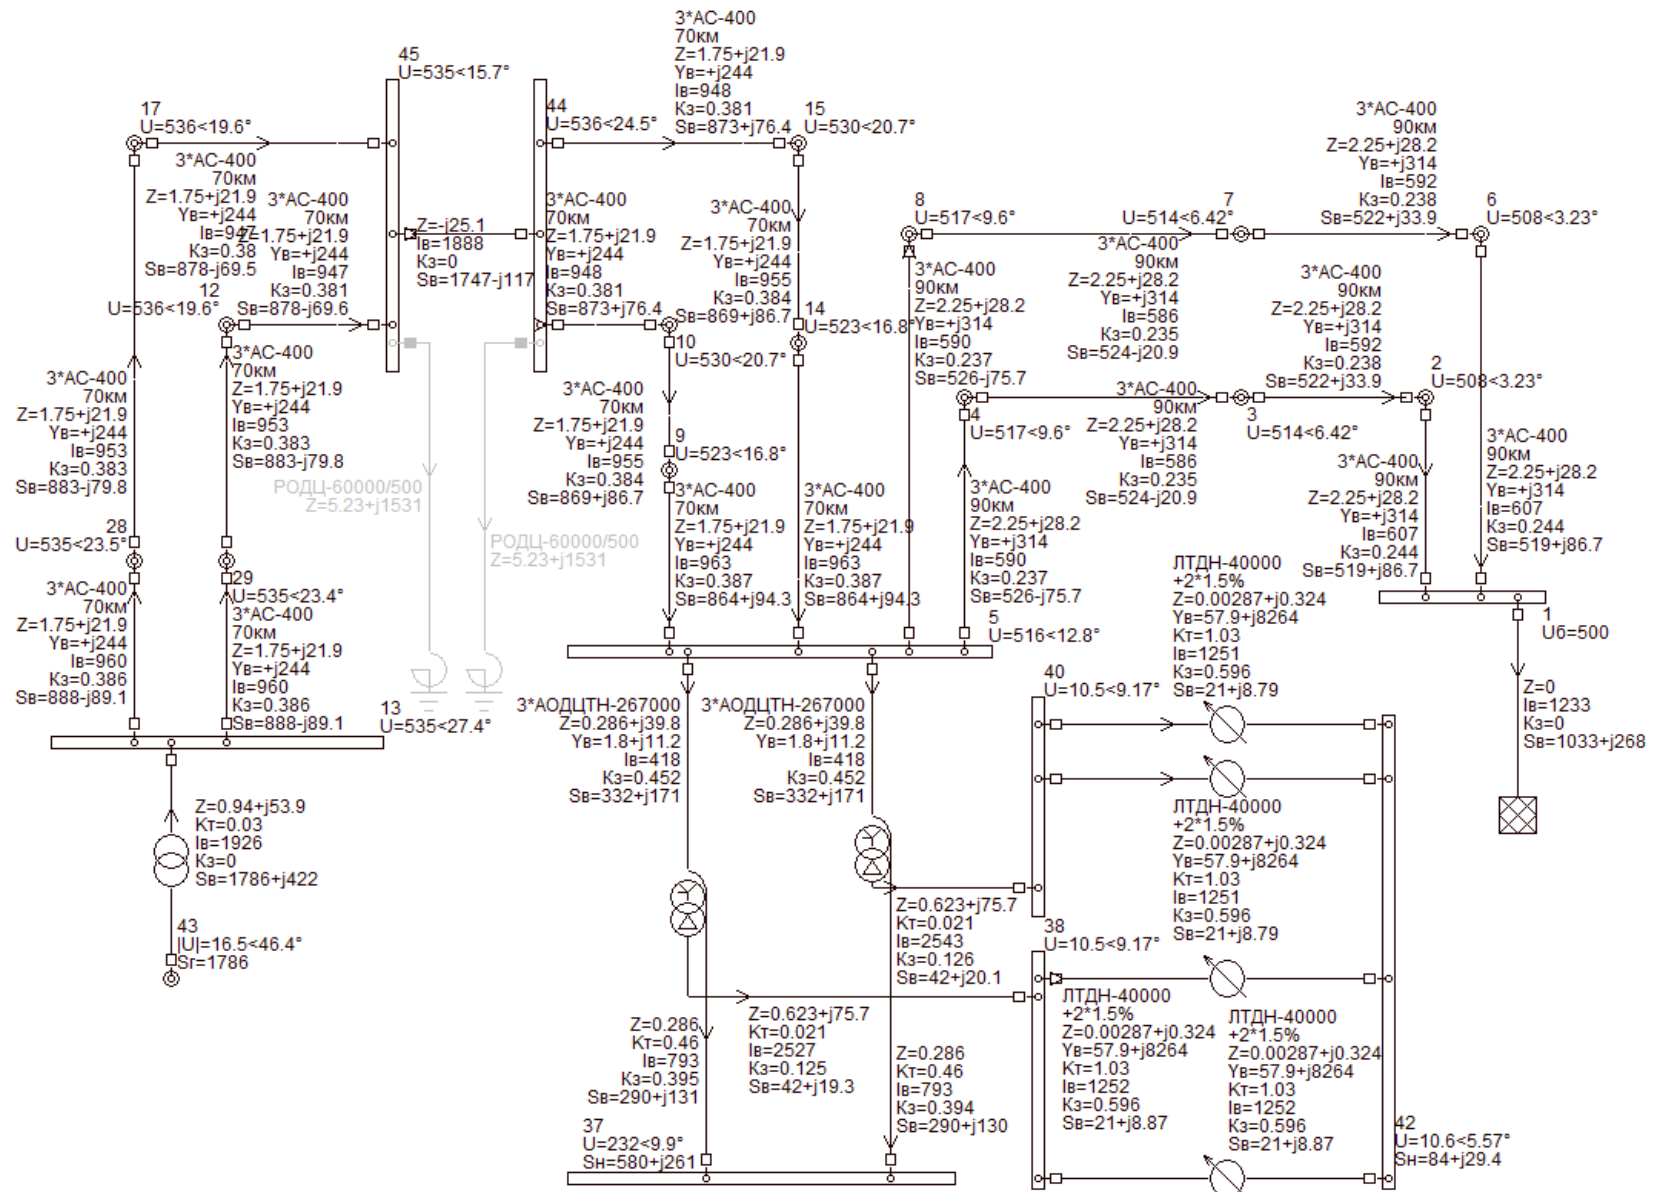 3*АС-400
70км
Z=1.75+j21.9
Yв=+j244
Iв=948
Kз=0.381
Sв=873+j76.4
45
U=535<15.7°
17
U=536<19.6°
44
U=536<24.5°
15
U=530<20.7°
3*АС-400
90км
Z=2.25+j28.2
Yв=+j314
Iв=592
Kз=0.238
Sв=522+j33.9
3*АС-400
70км
Z=1.75+j21.9
Yв=+j244
Iв=947
Kз=0.38
Sв=878-j69.5
12
U=536<19.6°
3*АС-400
70км
Z=1.75+j21.9
Yв=+j244
Iв=947
Kз=0.381
Sв=878-j69.6
Z=-j25.1
Iв=1888
Kз=0
Sв=1747-j117
3*АС-400
70км
Z=1.75+j21.9
Yв=+j244
Iв=948
Kз=0.381
Sв=873+j76.4
3*АС-400
70км
Z=1.75+j21.9
Yв=+j244
Iв=955
Kз=0.384
Sв=869+j86.7
14
U=523<16.8°
8
U=517<9.6°
7
U=514<6.42°
6
U=508<3.23°
3*АС-400
90км
Z=2.25+j28.2
Yв=+j314
Iв=590
Kз=0.237
Sв=526-j75.7
3*АС-400
90км
Z=2.25+j28.2
Yв=+j314
Iв=586
Kз=0.235
Sв=524-j20.9
3*АС-400
90км
Z=2.25+j28.2
Yв=+j314
Iв=592
Kз=0.238
Sв=522+j33.9
2
U=508<3.23°
10
U=530<20.7°
3*АС-400
70км
Z=1.75+j21.9
Yв=+j244
Iв=953
Kз=0.383
Sв=883-j79.8
3*АС-400
70км
Z=1.75+j21.9
Yв=+j244
Iв=953
Kз=0.383
Sв=883-j79.8
3*АС-400
70км
Z=1.75+j21.9
Yв=+j244
Iв=955
Kз=0.384
Sв=869+j86.7
9
U=523<16.8°
4
U=517<9.6°
3*АС-400
90км
Z=2.25+j28.2
Yв=+j314
Iв=586
Kз=0.235
Sв=524-j20.9
3
U=514<6.42°
3*АС-400
90км
Z=2.25+j28.2
Yв=+j314
Iв=607
Kз=0.244
Sв=519+j86.7
3*АС-400
90км
Z=2.25+j28.2
Yв=+j314
Iв=607
Kз=0.244
Sв=519+j86.7
РОДЦ-60000/500
Z=5.23+j1531
РОДЦ-60000/500
Z=5.23+j1531
3*АС-400
70км
Z=1.75+j21.9
Yв=+j244
Iв=963
Kз=0.387
Sв=864+j94.3
3*АС-400
70км
Z=1.75+j21.9
Yв=+j244
Iв=963
Kз=0.387
Sв=864+j94.3
3*АС-400
90км
Z=2.25+j28.2
Yв=+j314
Iв=590
Kз=0.237
Sв=526-j75.7
28
U=535<23.5°
29
U=535<23.4°
3*АС-400
70км
Z=1.75+j21.9
Yв=+j244
Iв=960
Kз=0.386
Sв=888-j89.1
3*АС-400
70км
Z=1.75+j21.9
Yв=+j244
Iв=960
Kз=0.386
Sв=888-j89.1
13
U=535<27.4°
5
U=516<12.8°
1
Uб=500
ЛТДН-40000
+2*1.5%
Z=0.00287+j0.324
Yв=57.9+j8264
Kт=1.03
Iв=1251
Kз=0.596
Sв=21+j8.79
40
U=10.5<9.17°
3*АОДЦТН-267000
Z=0.286+j39.8
Yв=1.8+j11.2
Iв=418
Kз=0.452
Sв=332+j171
3*АОДЦТН-267000
Z=0.286+j39.8
Yв=1.8+j11.2
Iв=418
Kз=0.452
Sв=332+j171
Z=0
Iв=1233
Kз=0
Sв=1033+j268
Z=0.94+j53.9
Kт=0.03
Iв=1926
Kз=0
Sв=1786+j422
43
|U|=16.5<46.4°
Sг=1786
ЛТДН-40000
+2*1.5%
Z=0.00287+j0.324
Yв=57.9+j8264
Kт=1.03
Iв=1251
Kз=0.596
Sв=21+j8.79
Z=0.623+j75.7
Kт=0.021
Iв=2543
Kз=0.126
Sв=42+j20.1
38
U=10.5<9.17°
ЛТДН-40000
+2*1.5%
Z=0.00287+j0.324
Yв=57.9+j8264
Kт=1.03
Iв=1252
Kз=0.596
Sв=21+j8.87
ЛТДН-40000
+2*1.5%
Z=0.00287+j0.324
Yв=57.9+j8264
Kт=1.03
Iв=1252
Kз=0.596
Sв=21+j8.87
Z=0.286
Kт=0.46
Iв=793
Kз=0.395
Sв=290+j131
Z=0.623+j75.7
Kт=0.021
Iв=2527
Kз=0.125
Sв=42+j19.3
Z=0.286
Kт=0.46
Iв=793
Kз=0.394
Sв=290+j130
37
U=232<9.9°
Sн=580+j261
42
U=10.6<5.57°
Sн=84+j29.4